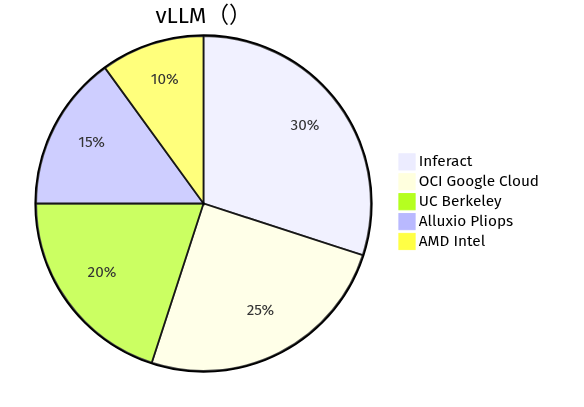 vLLM（）
30%
25%
20%
15%
10%
Inferact
OCI Google Cloud
UC Berkeley
Alluxio Pliops
AMD Intel